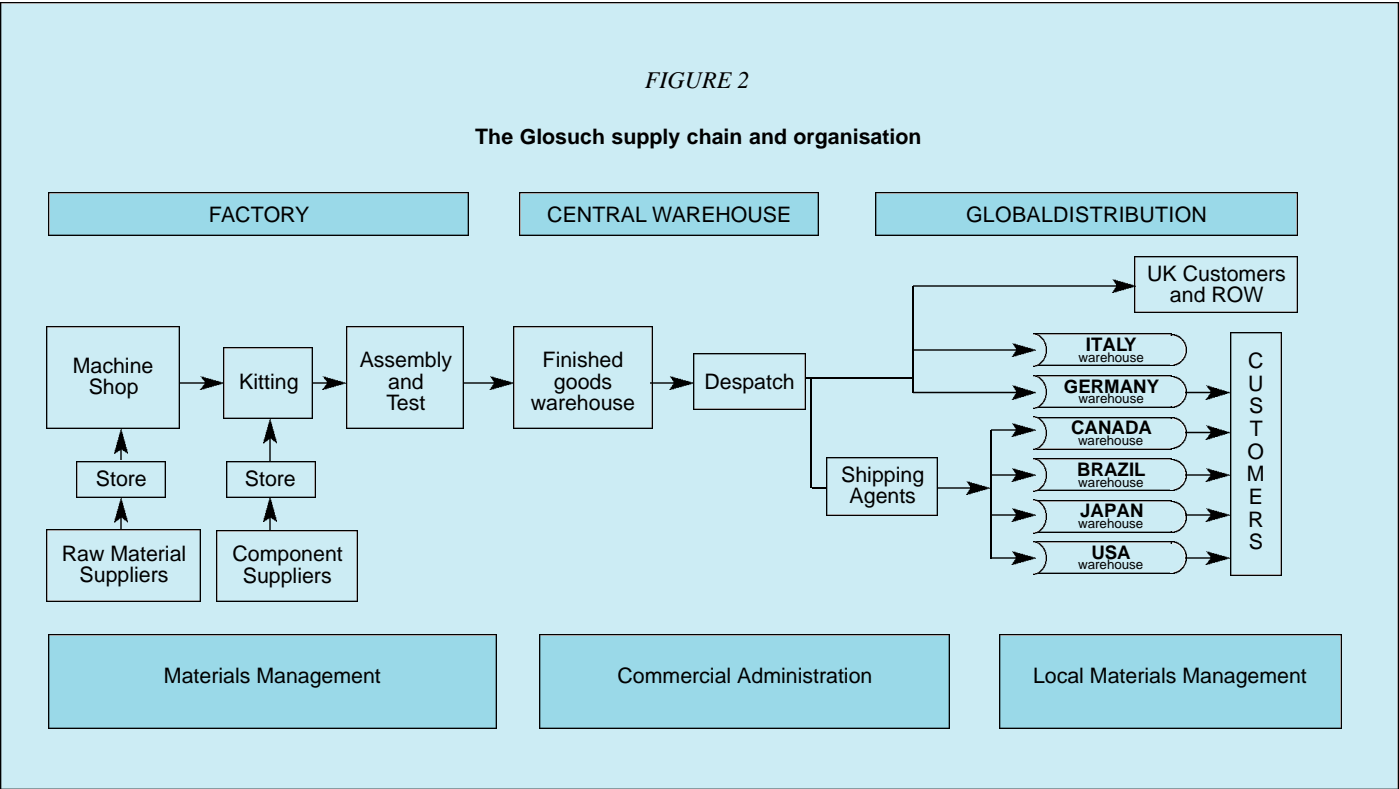 FIGURE 2
The Glosuch supply chain and organisation
FACTORY
CENTRAL WAREHOUSE
GLOBALDISTRIBUTION
UK Customers
and ROW
Machine
Shop
Kitting
Assembly
and
Test
Finished
goods
warehouse
Despatch
ITALY
warehouse
GERMANY
warehouse
CANADA
warehouse
BRAZIL
warehouse
JAPAN
warehouse
USA
warehouse
CUSTOMERS
Store
Store
Shipping
Agents
Raw Material
Suppliers
Component
Suppliers
Materials Management
Commercial Administration
Local Materials Management